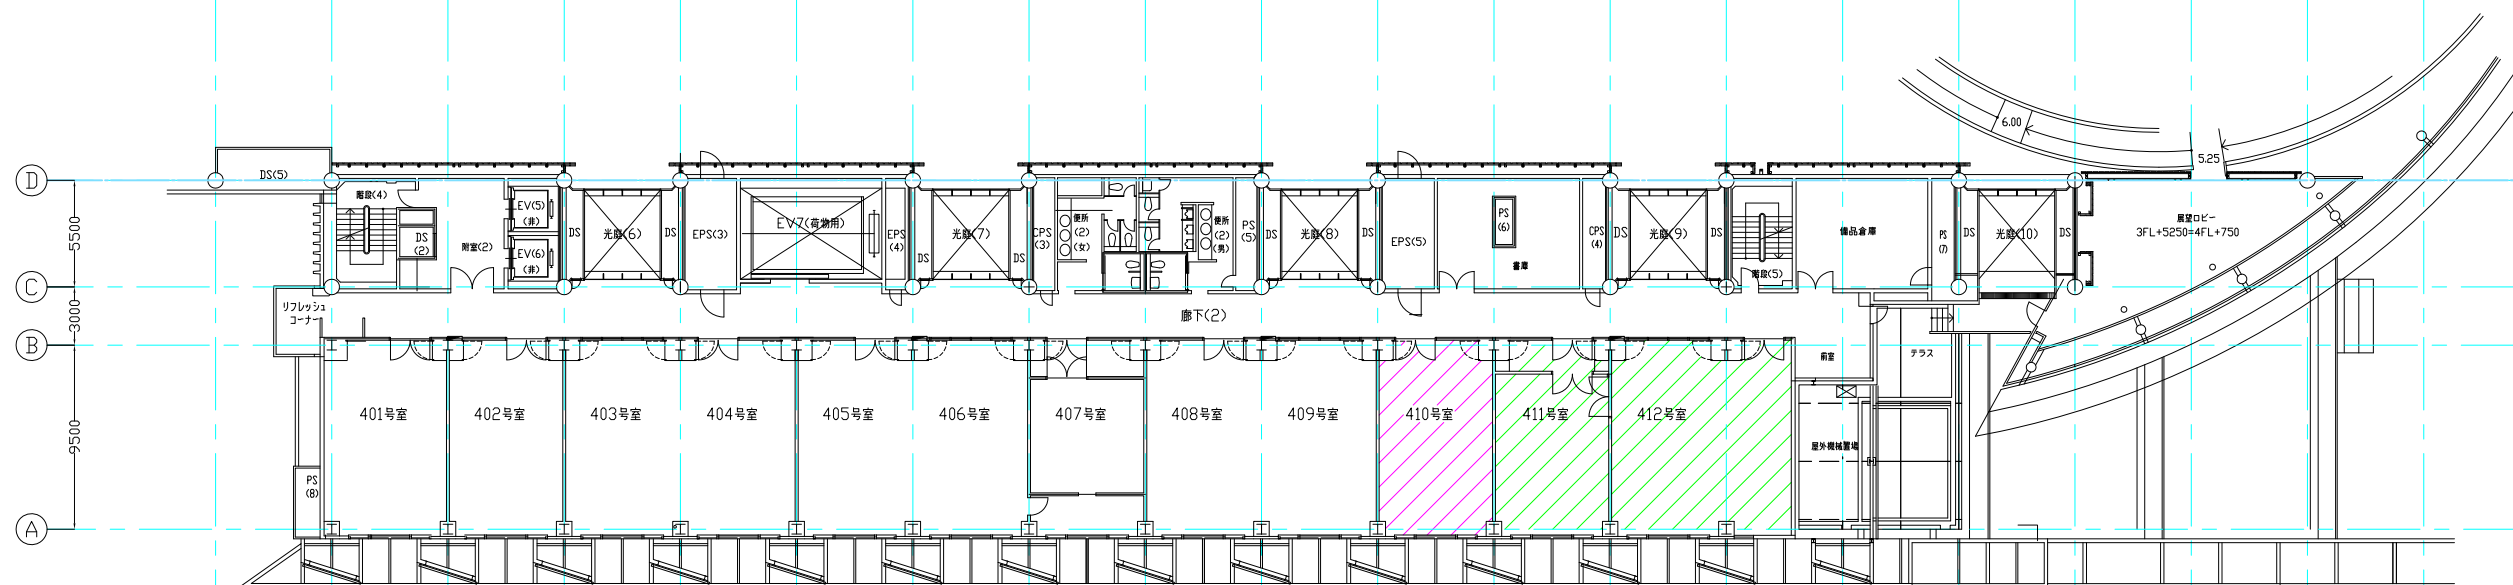 6.00
5.25
D
DS(5)
階段(4)
EV(5)
(非)
EV(6)
(非)
DS
(2)
附室(2)
DS
光庭(6)
DS
EPS(3)
EV7(荷物用)
EPS
(4)
DS
光庭(7)
DS
CPS
(3)
便所
(2)
(女)
便所
(2)
(男)
PS
(5)
DS
光庭(8)
DS
EPS(5)
PS
(6)
書庫
CPS
(4)
DS
光庭(9)
DS
階段(5)
備品倉庫
PS
(7)
DS
光庭(10)
DS
展望ロビー
3FL+5250=4FL+750
5500
C
リフレッシュ
コーナー
3000
廊下(2)
B
前室
テラス
401号室
402号室
403号室
404号室
405号室
406号室
407号室
408号室
409号室
410号室
411号室
412号室
9500
屋外機械置場
PS
(8)
A